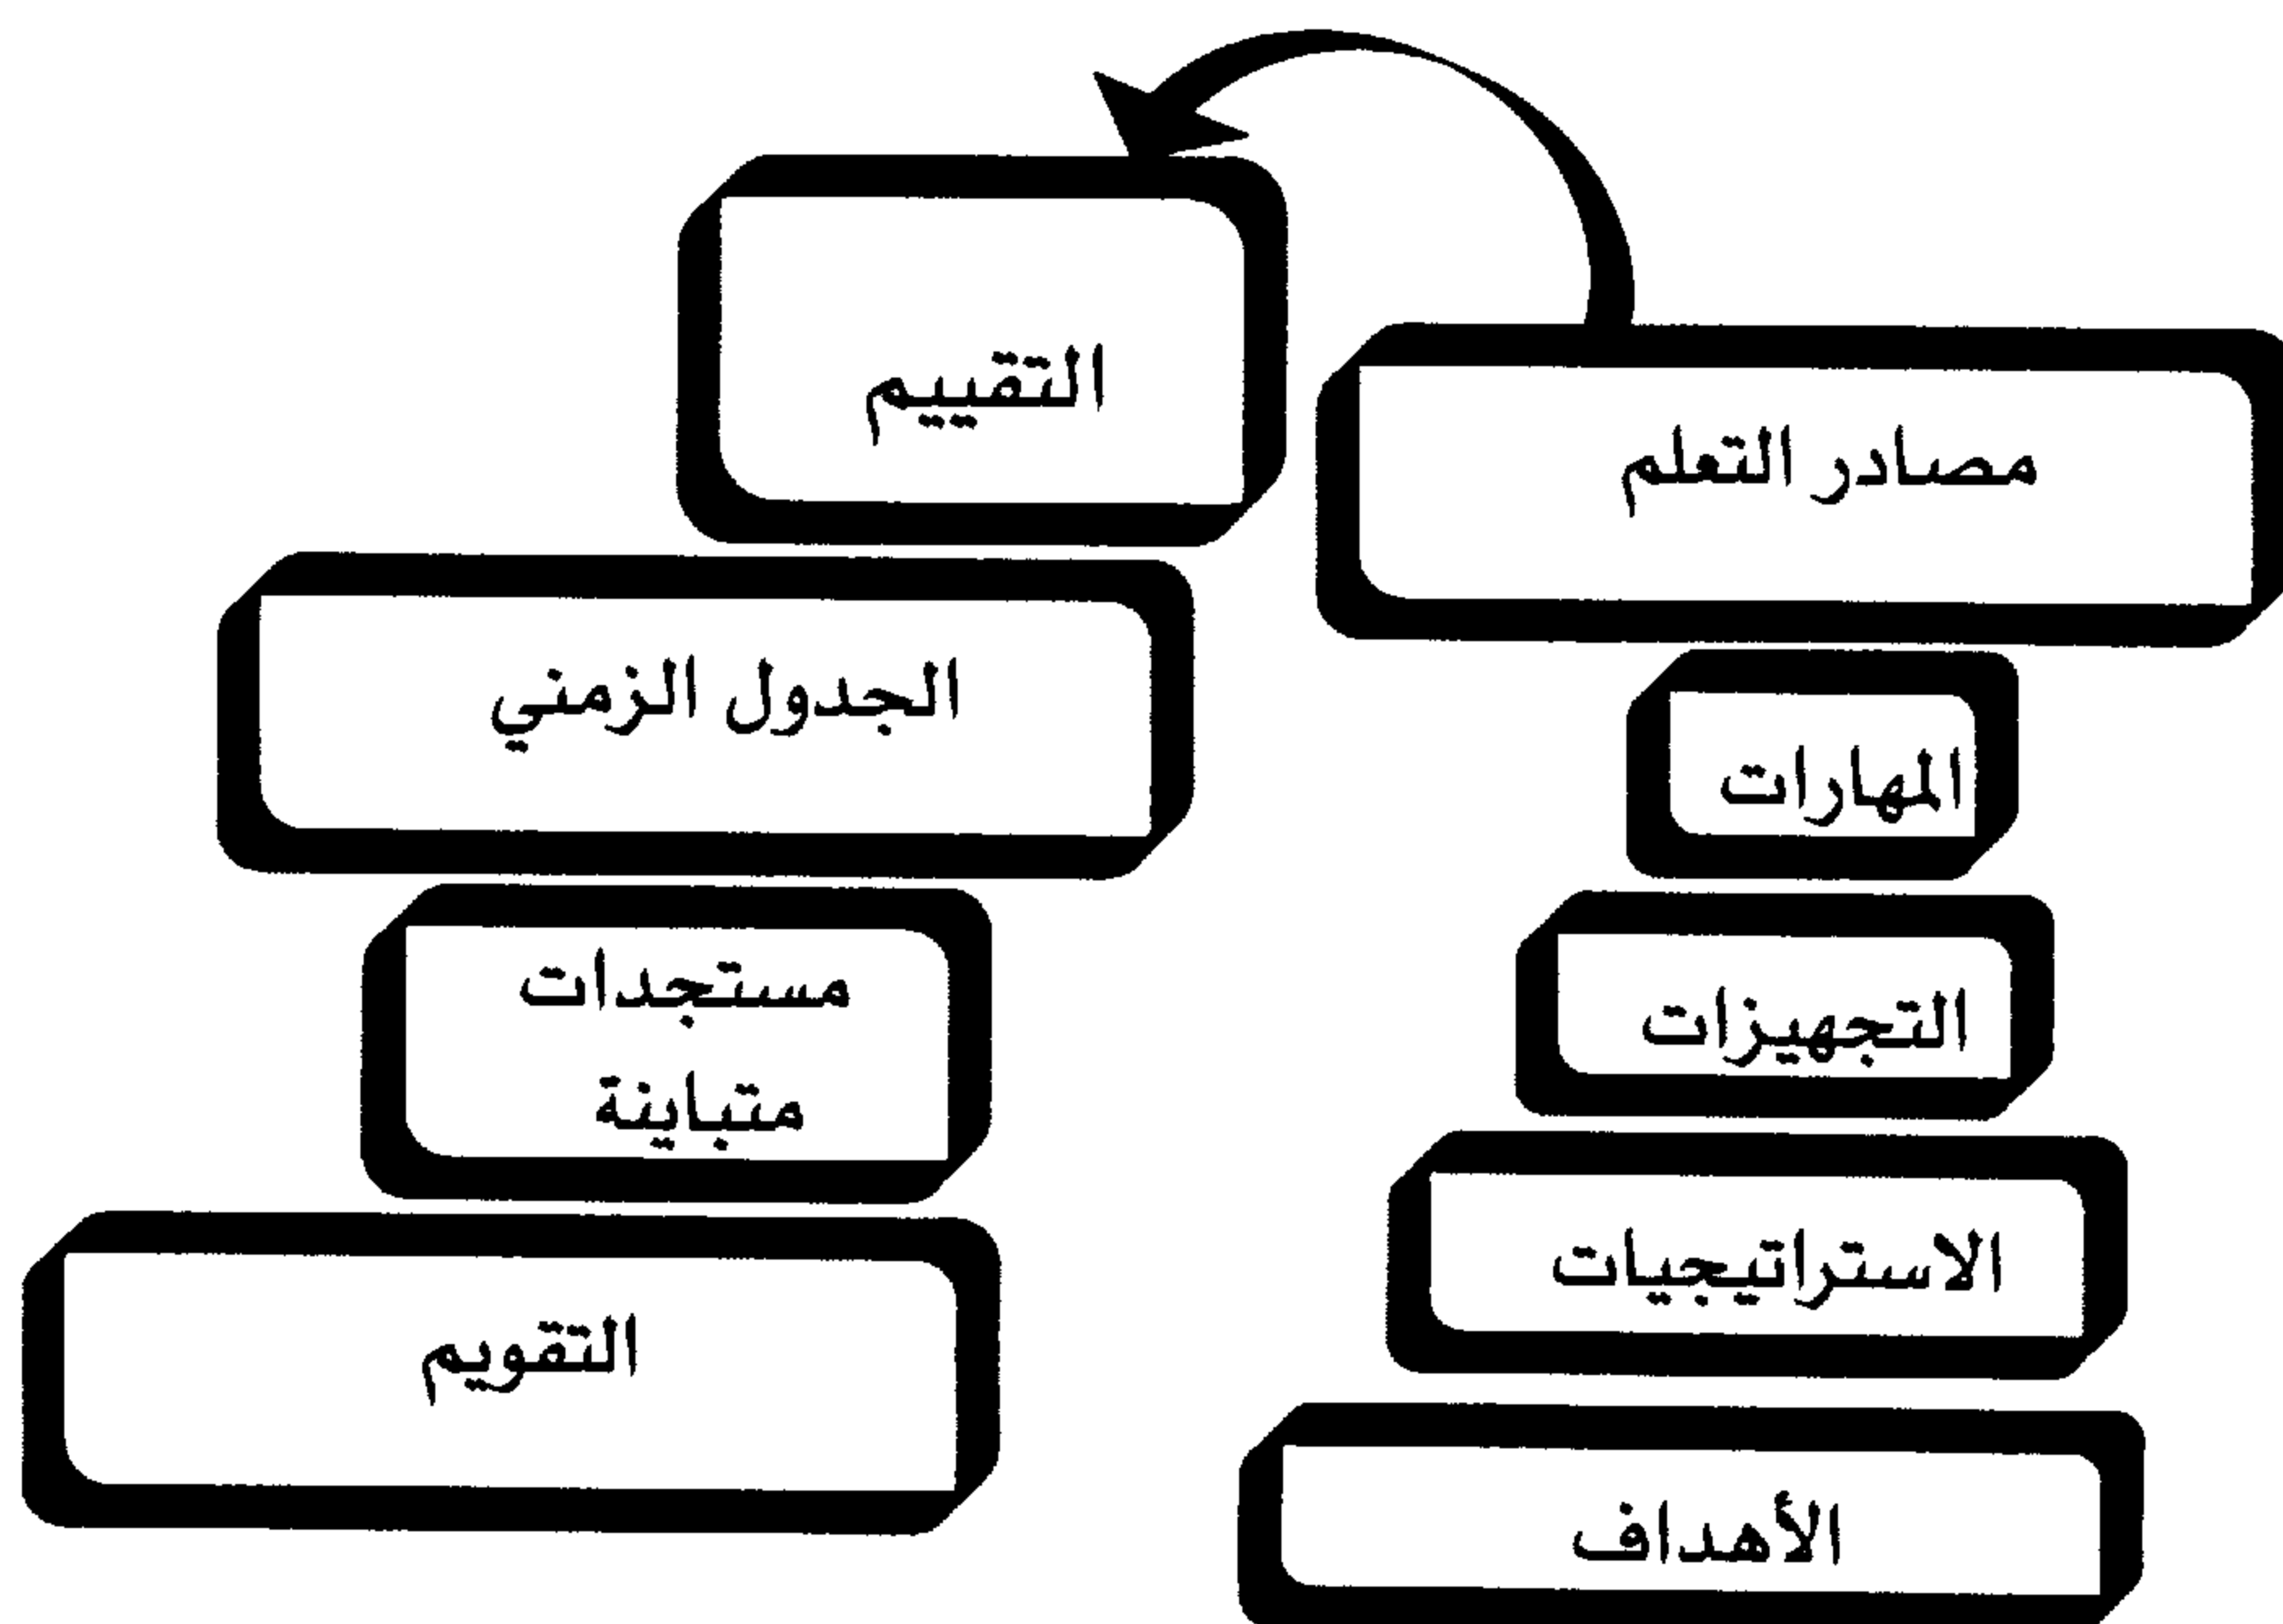 مصادر التعلم
المهارات
التجهيزات
الاستراتيجيات
الأهداف
التقييم
الجدول الزمني
مستجدات
متباينة
التقويم